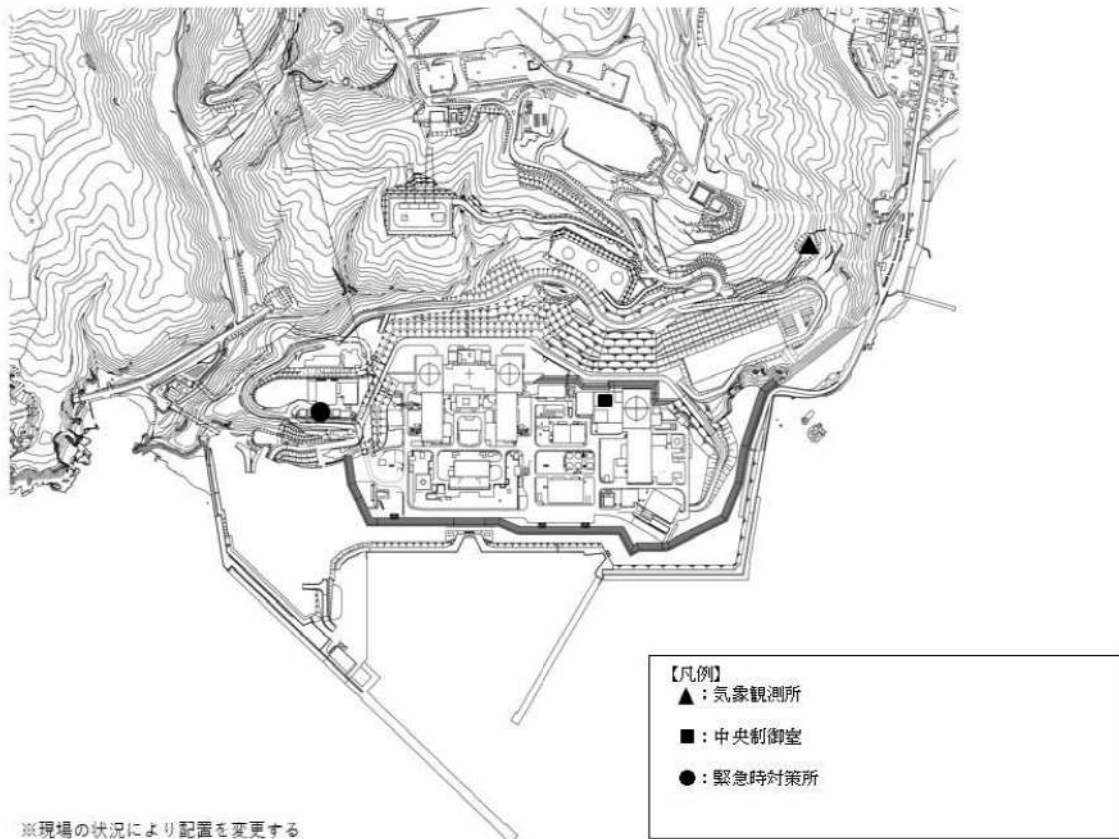 【凡例】
▲：気象観測所
■：中央制御室
●：緊急時対策所
※現場の状況により配置を変更する